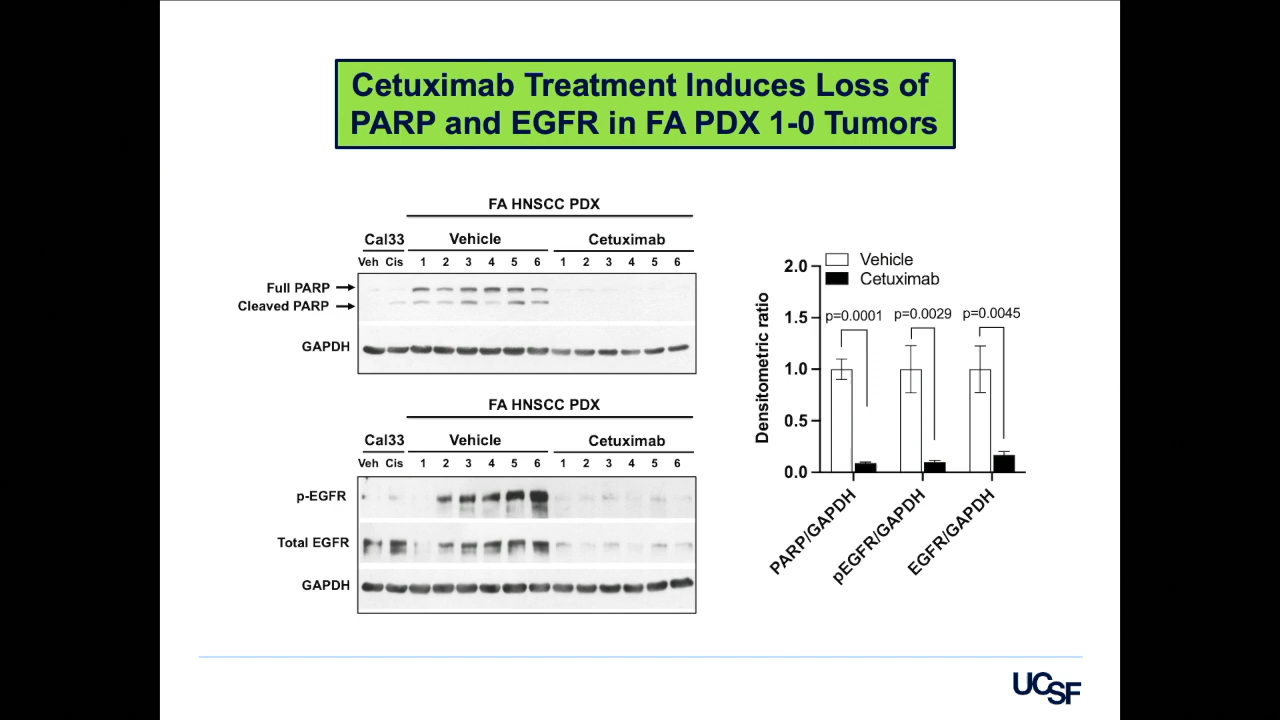 Cetuximab Treatment Induces Loss of
PARP and EGFR in FA PDX 1-0 Tumors
FA HNSCC PDX
Cal33 Vehicle Cetuximab
Veh Cis 1 2 3 4 5 6 1 2 3 4 5 6
Full PARP
Cleaved PARP
GAPDH
FA HNSCC PDX
Cal33 Vehicle Cetuximab
Veh Cis 1 2 3 4 5 6 1 2 3 4 5 6
p-EGFR
Total EGFR
GAPDH
Vehicle
Cetuximab
p=0.0001 p=0.0029 p=0.0045
Densitometric ratio
2.0
1.5
1.0
0.5
0.0
PARP/GAPDH
pEGFR/GAPDH
EGFR/GAPDH
UCSF